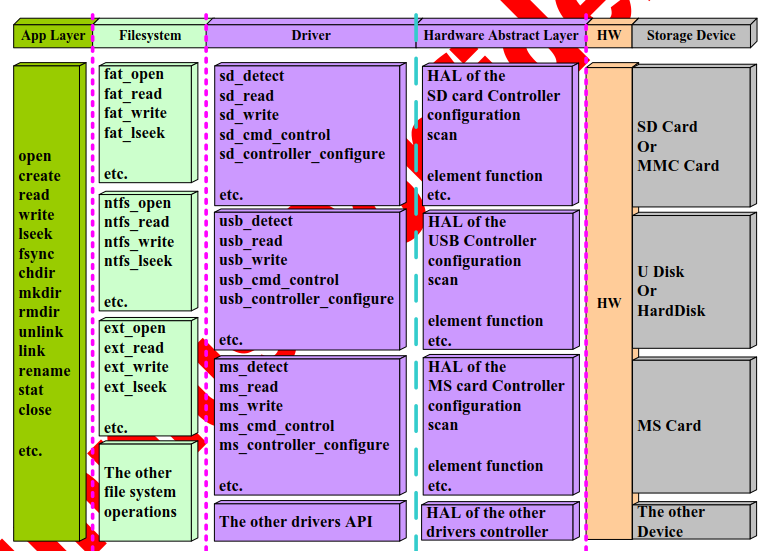 App Layer
Filesystem
Driver
Hardware Abstract Layer
HW
Storage Device
open
create
read
write
lseek
fsync
chdir
mkdir
rmdir
unlink
link
rename
stat
close
etc.
fat_open
fat_read
fat_write
fat_lseek
etc.
ntfs_open
ntfs_read
ntfs_write
ntfs_lseek
etc.
ext_open
ext_read
ext_write
ext_lseek
etc.
The other
file system
operations
sd_detect
sd_read
sd_write
sd_cmd_control
sd_controller_configure
etc.
usb_detect
usb_read
usb_write
usb_cmd_control
usb_controller_configure
etc.
ms_detect
ms_read
ms_write
ms_cmd_control
ms_controller_configure
etc.
The other drivers API
HAL of the
SD card Controller
configuration
scan
element function
etc.
HAL of the
USB Controller
configuration
scan
element function
etc.
HAL of the
MS card Controller
configuration
scan
element function
etc.
HAL of the other
drivers controller
HW
SD Card
Or
MMC Card
U Disk
Or
HardDisk
MS Card
The other
Device